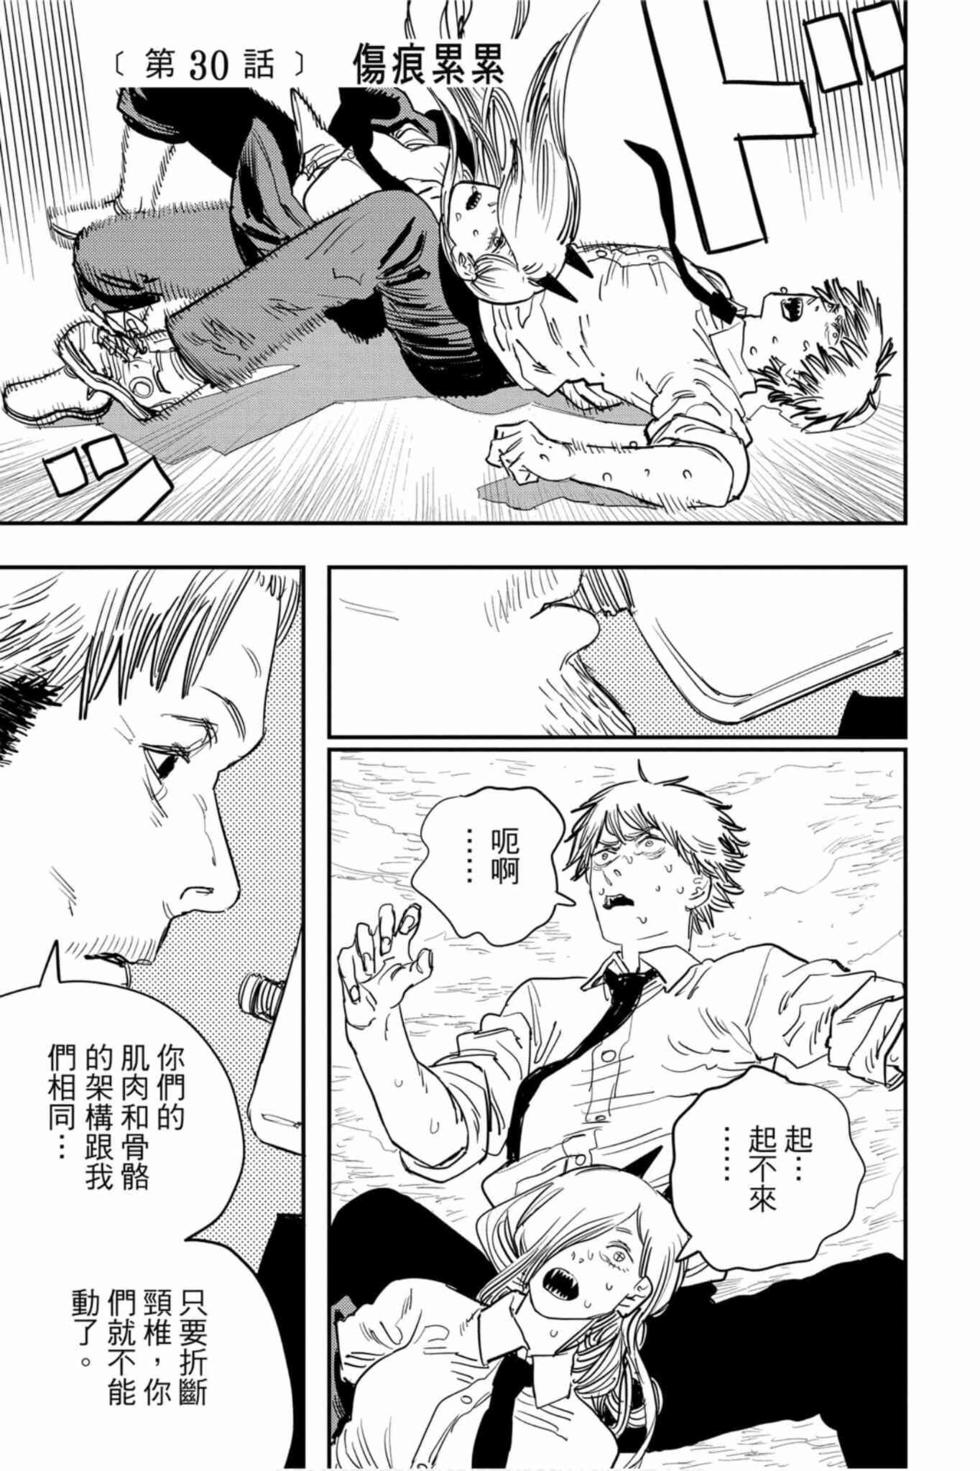 〔第30話〕 傷痕累累
ドッ
ゴロッ
呃啊
……
起…
起不來
……
你們的
肌肉和骨骼
的架構跟我
們相同…
只要折斷
頸椎，你
們就不能
動了。